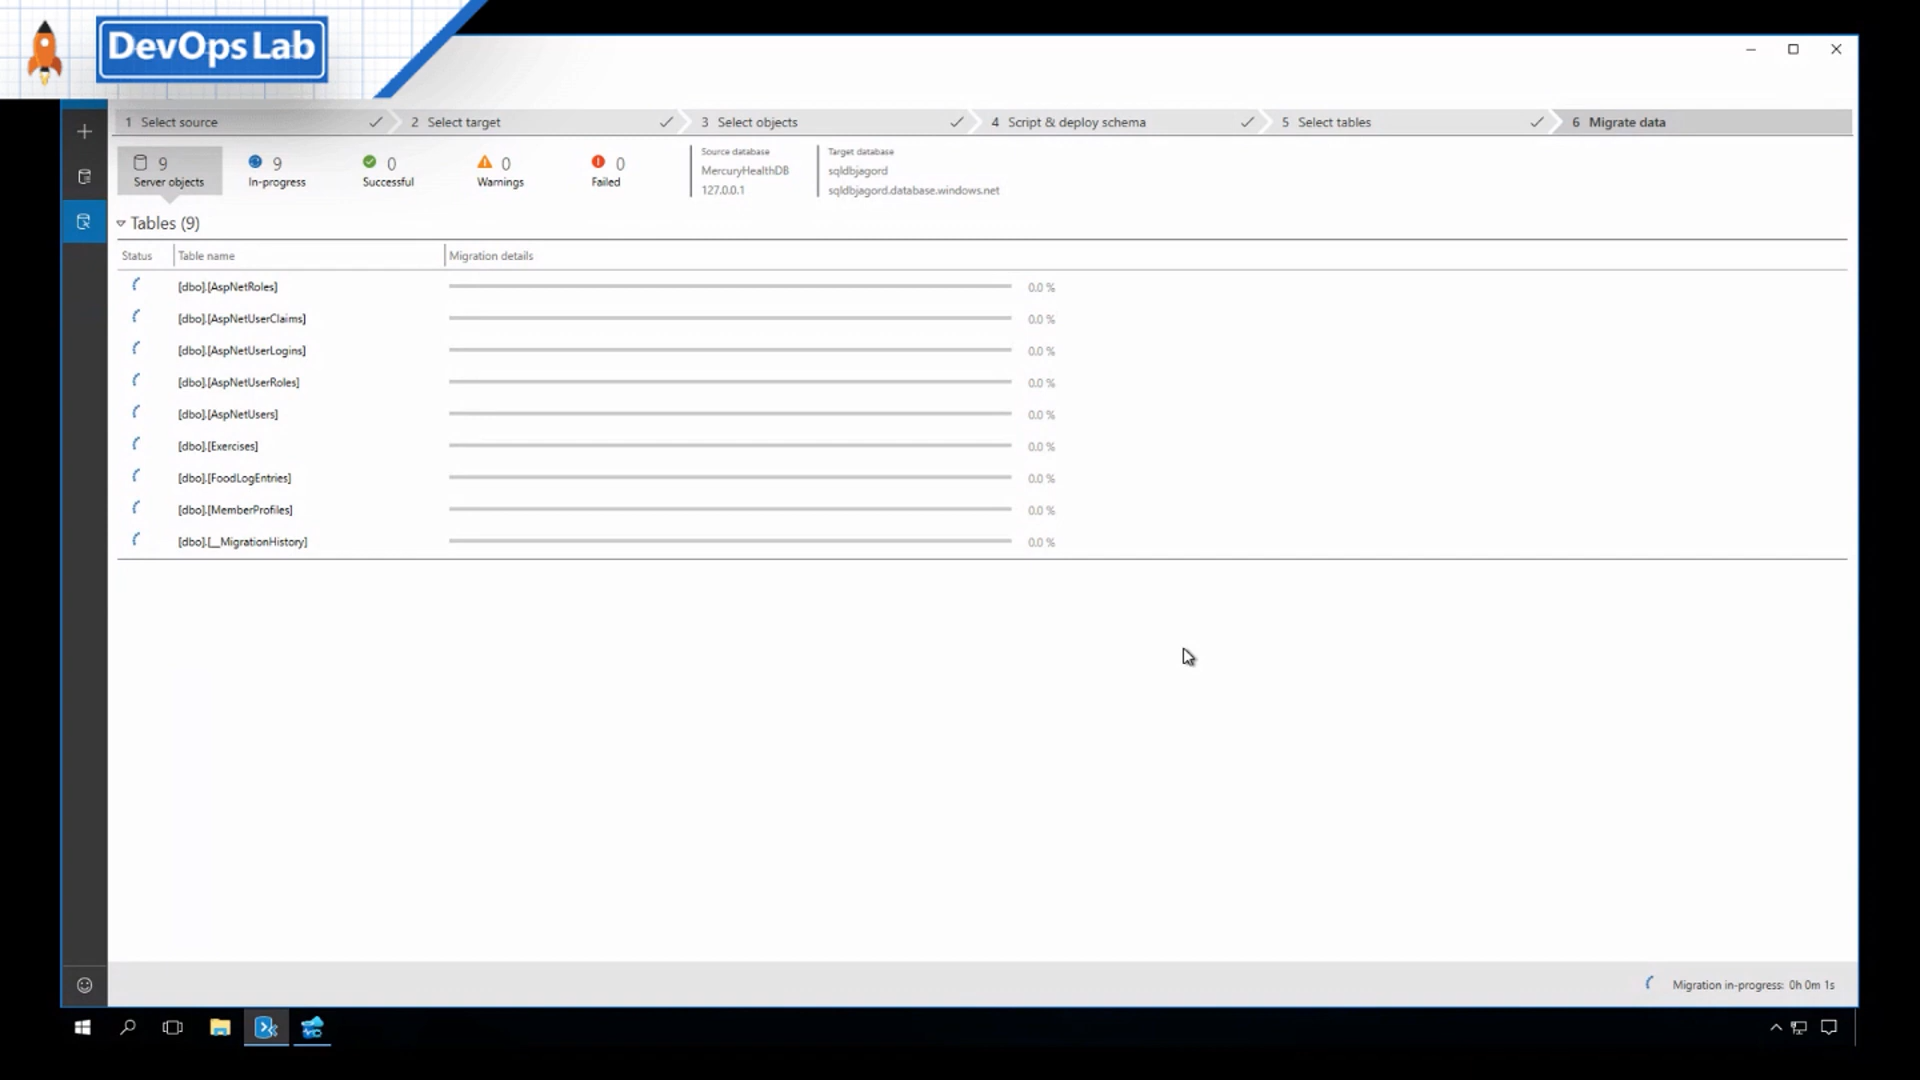 DevOps Lab
1 Select source
2 Select target
3 Select objects
4 Script & deploy schema
5 Select tables
6 Migrate data
9
Server objects
9
In-progress
0
Successful
0
Warnings
0
Failed
Source database
MercuryHealthDB
127.0.0.1
Target database
sqldbjagord
sqldbjagord.database.windows.net
Tables (9)
Status Table name Migration details
[dbo].[AspNetRoles] 0.0 %
[dbo].[AspNetUserClaims] 0.0 %
[dbo].[AspNetUserLogins] 0.0 %
[dbo].[AspNetUserRoles] 0.0 %
[dbo].[AspNetUsers] 0.0 %
[dbo].[Exercises] 0.0 %
[dbo].[FoodLogEntries] 0.0 %
[dbo].[MemberProfiles] 0.0 %
[dbo].[__MigrationHistory] 0.0 %
Migration in-progress: 0h 0m 1s